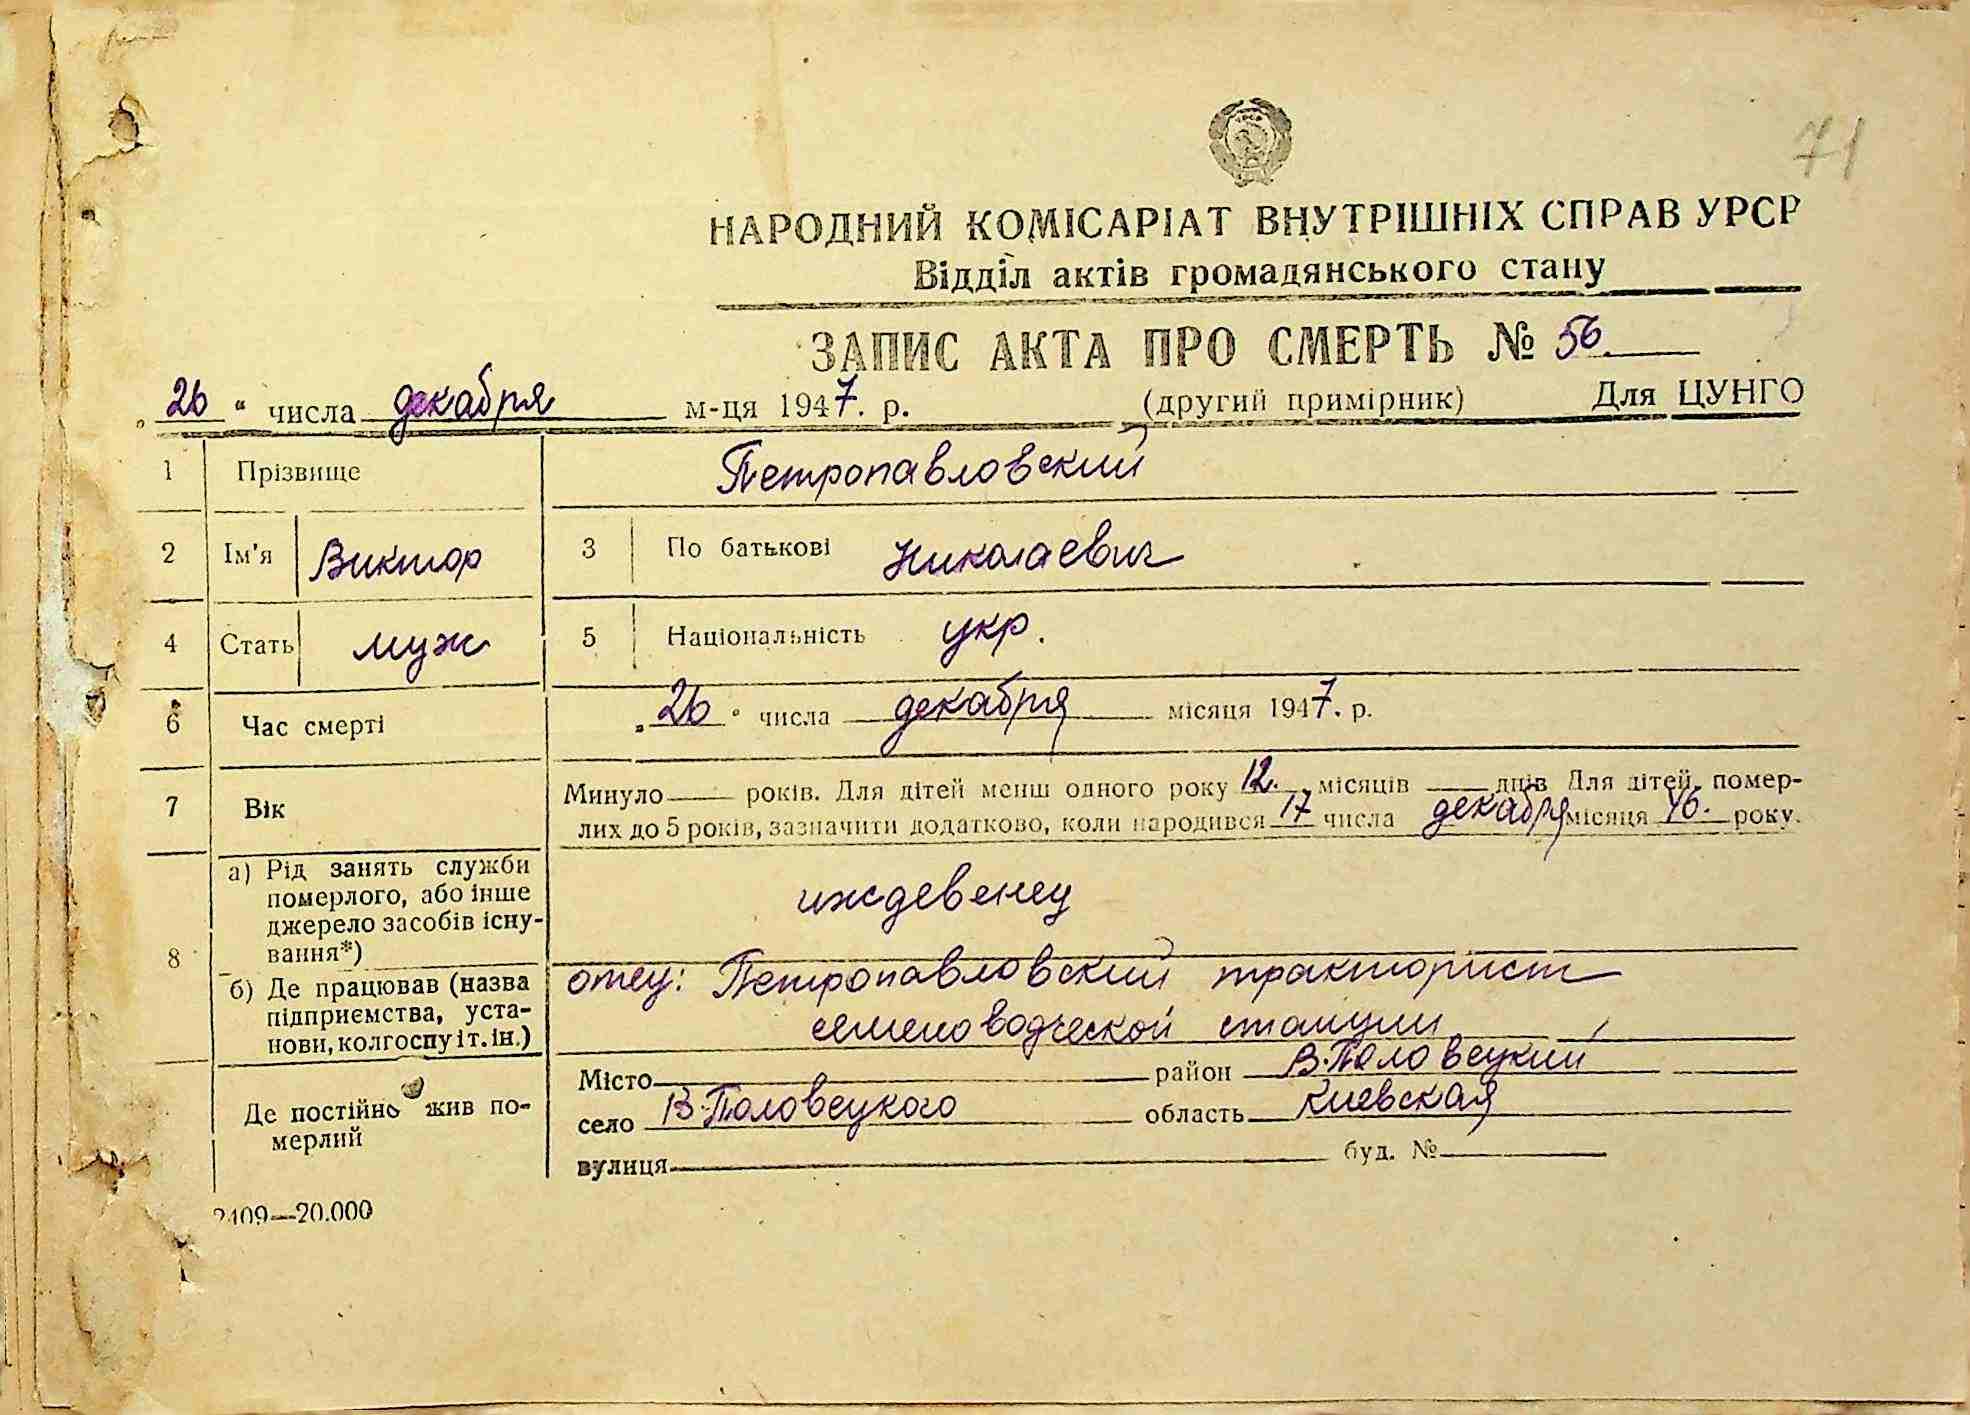 71
НАРОДНИЙ КОМІСАРІАТ ВНУТРІШНІХ СПРАВ УРСР
Відділ актів громадянського стану
ЗАПИС АКТА ПРО СМЕРТЬ № 56.
„26“ числа декабря м-ця 1947. р. (другий примірник) Для ЦУНГО
1 Прізвище Петропавловский
2 Ім'я Виктор 3 По батькові Николаевич
4 Стать муж 5 Національність укр.
6 Час смерті „26“ числа декабря місяця 1947. р.
7 Вік Минуло років. Для дітей менш одного року 12. місяців днів Для дітей, помер-
лих до 5 років, зазначити додатково, коли народився 17 числа декабря місяця 46. року.
8 а) Рід занять служби
померлого, або інше
джерело засобів існу-
вання*)
иждевенец
б) Де працював (назва
підприємства, уста-
нови, колгоспу і т. ін.)
отец: Петропавловский тракторист
семеноводческой станции
Де постійно жив по-
мерлий
Місто район В.Половецкий
село В.Половецкого область Киевская
вулиця буд. №
2409—20.000